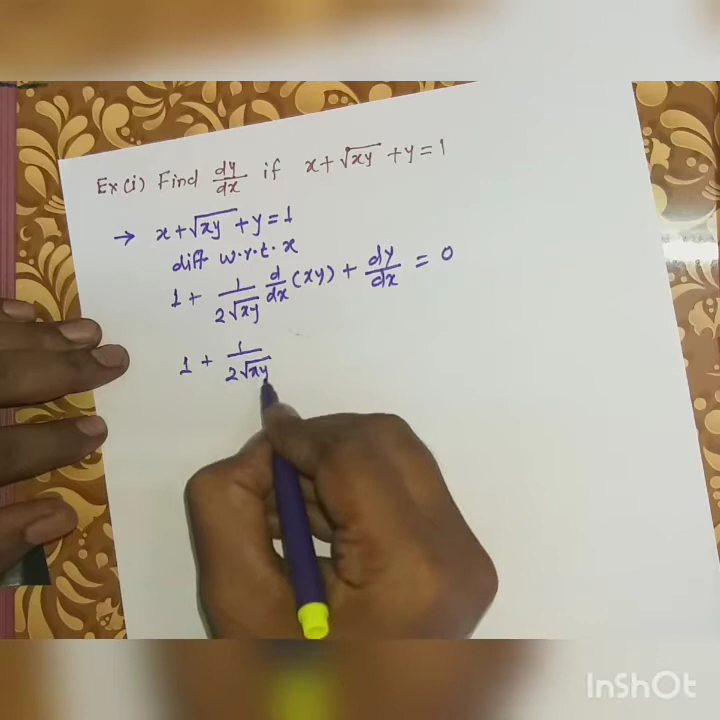 Ex (i) Find dy/dx if x + √xy + y = 1
→ x + √xy + y = 1
diff w.r.t. x
1 + 1/2√xy d/dx (xy) + dy/dx = 0
1 + 1/2√xy
InShOt